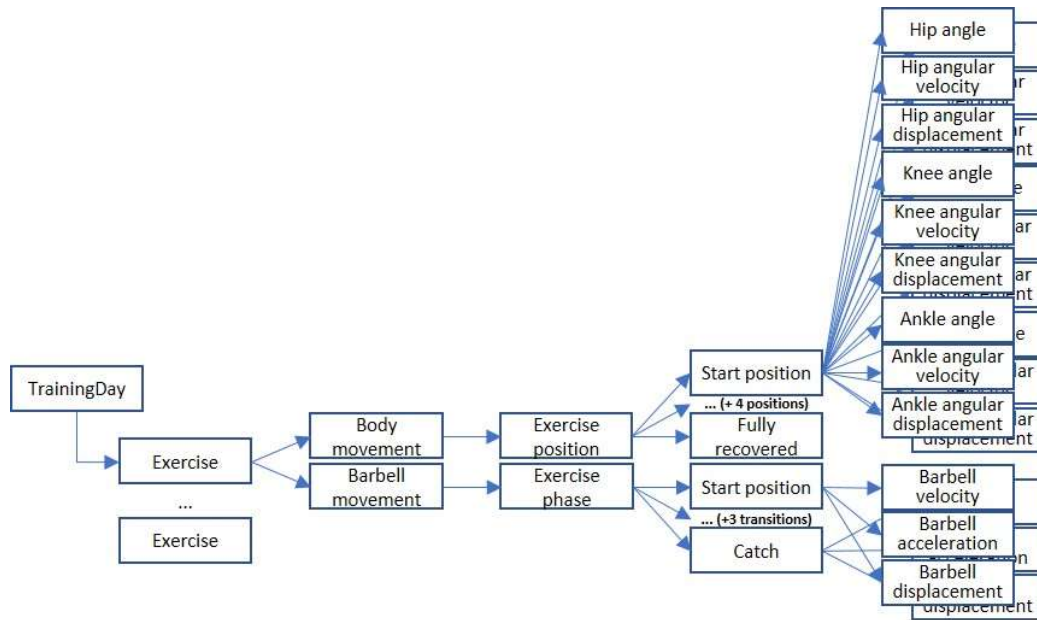 Hip angle
Hip angular
velocity
Hip angular
displacement
Knee angle
Knee angular
velocity
Knee angular
displacement
Ankle angle
Ankle angular
velocity
Ankle angular
displacement
displacement
TrainingDay
Start position
... (+ 4 positions)
Fully
recovered
Body
movement
Exercise
position
Exercise
Barbell
movement
Exercise
phase
Start position
... (+3 transitions)
Catch
...
Exercise
Barbell
velocity
Barbell
acceleration
Barbell
displacement
displacement